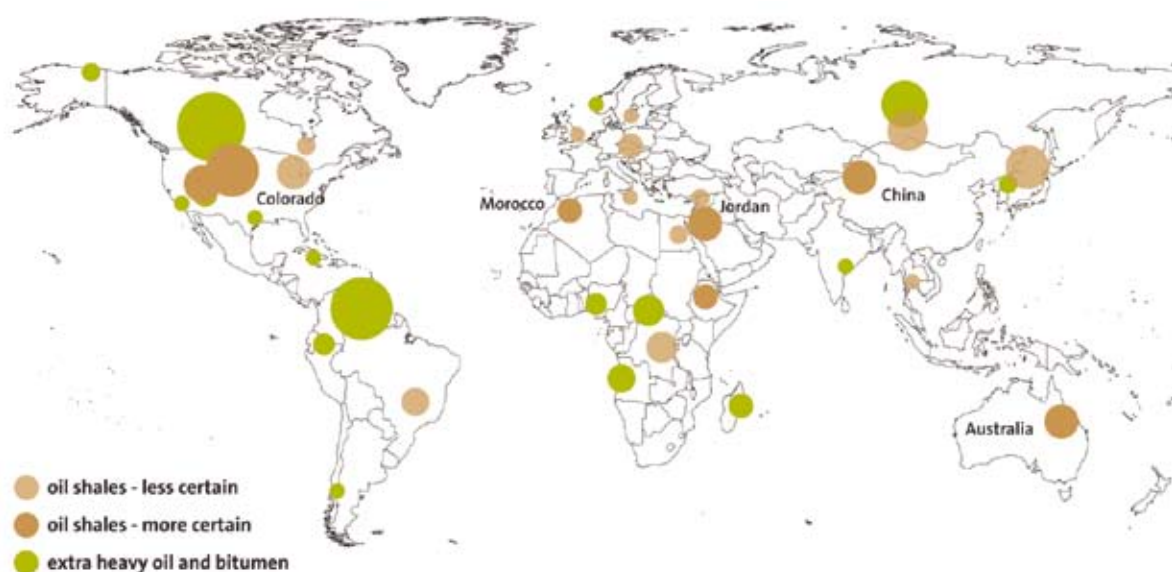 Colorado
Morocco
Jordan
China
Australia
oil shales - less certain
oil shales - more certain
extra heavy oil and bitumen